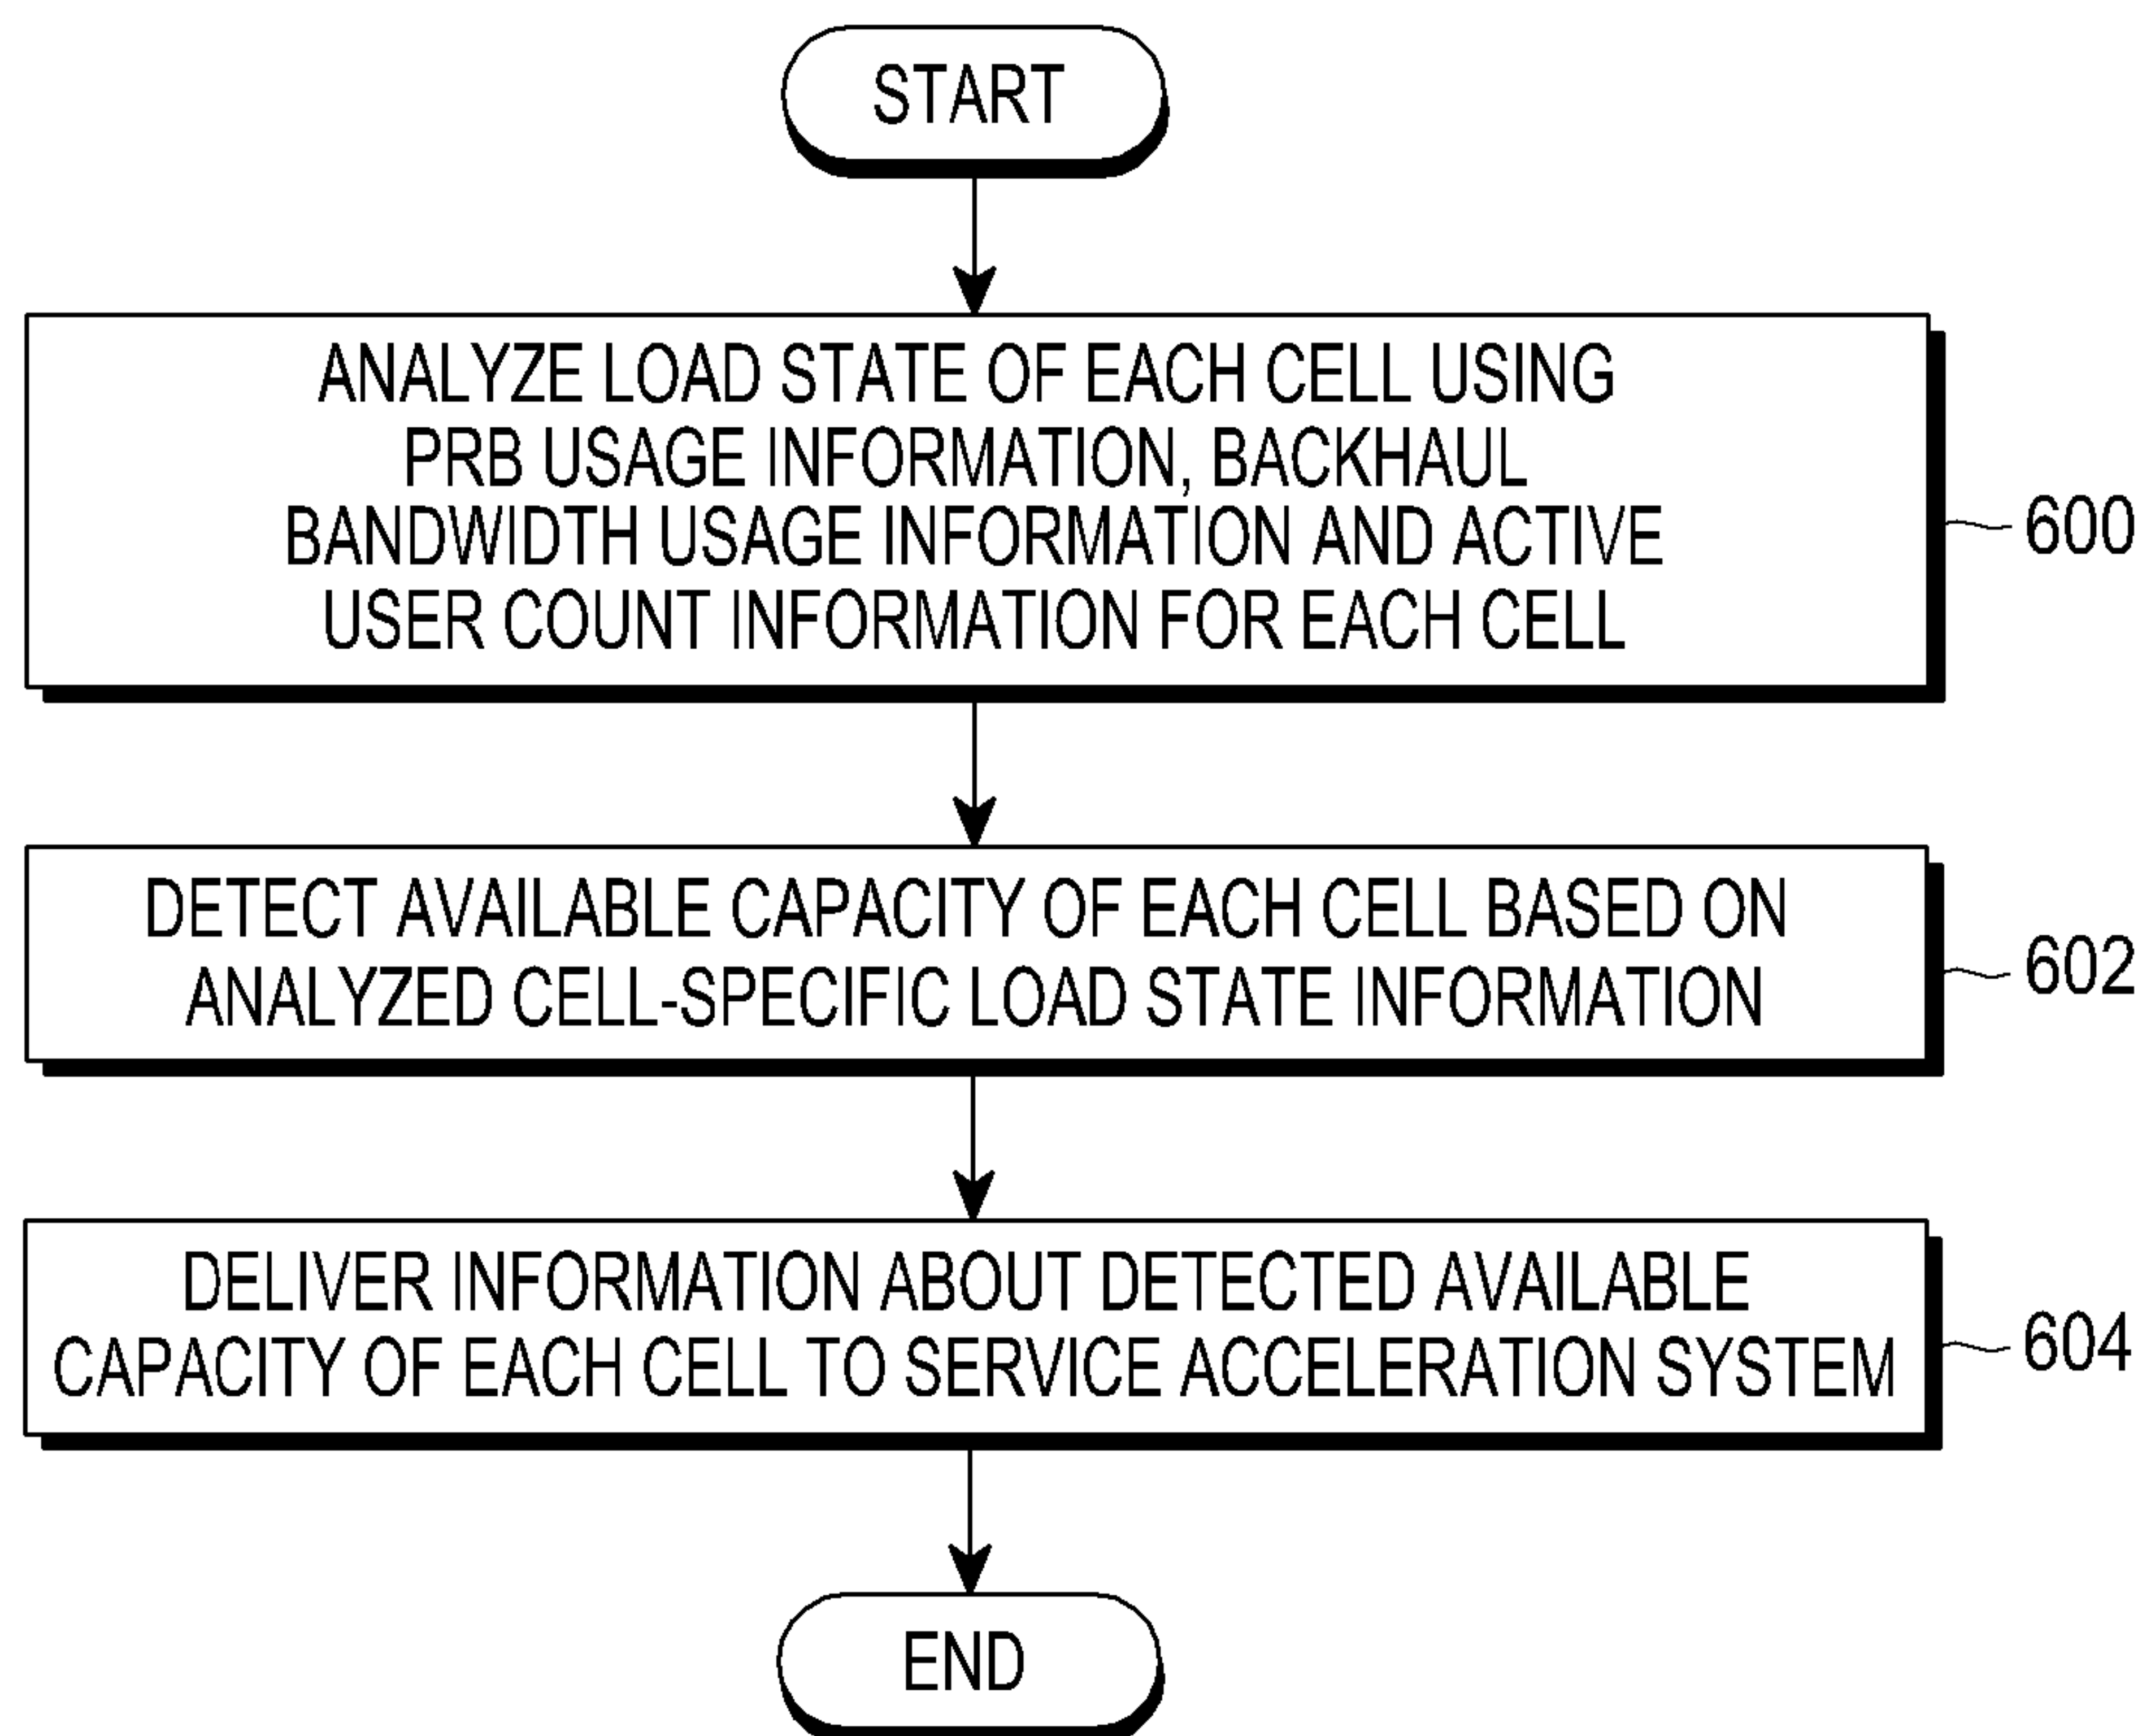 START
ANALYZE LOAD STATE OF EACH CELL USING
PRB USAGE INFORMATION, BACKHAUL
BANDWIDTH USAGE INFORMATION AND ACTIVE
USER COUNT INFORMATION FOR EACH CELL
600
DETECT AVAILABLE CAPACITY OF EACH CELL BASED ON
ANALYZED CELL-SPECIFIC LOAD STATE INFORMATION
602
DELIVER INFORMATION ABOUT DETECTED AVAILABLE
CAPACITY OF EACH CELL TO SERVICE ACCELERATION SYSTEM
604
END